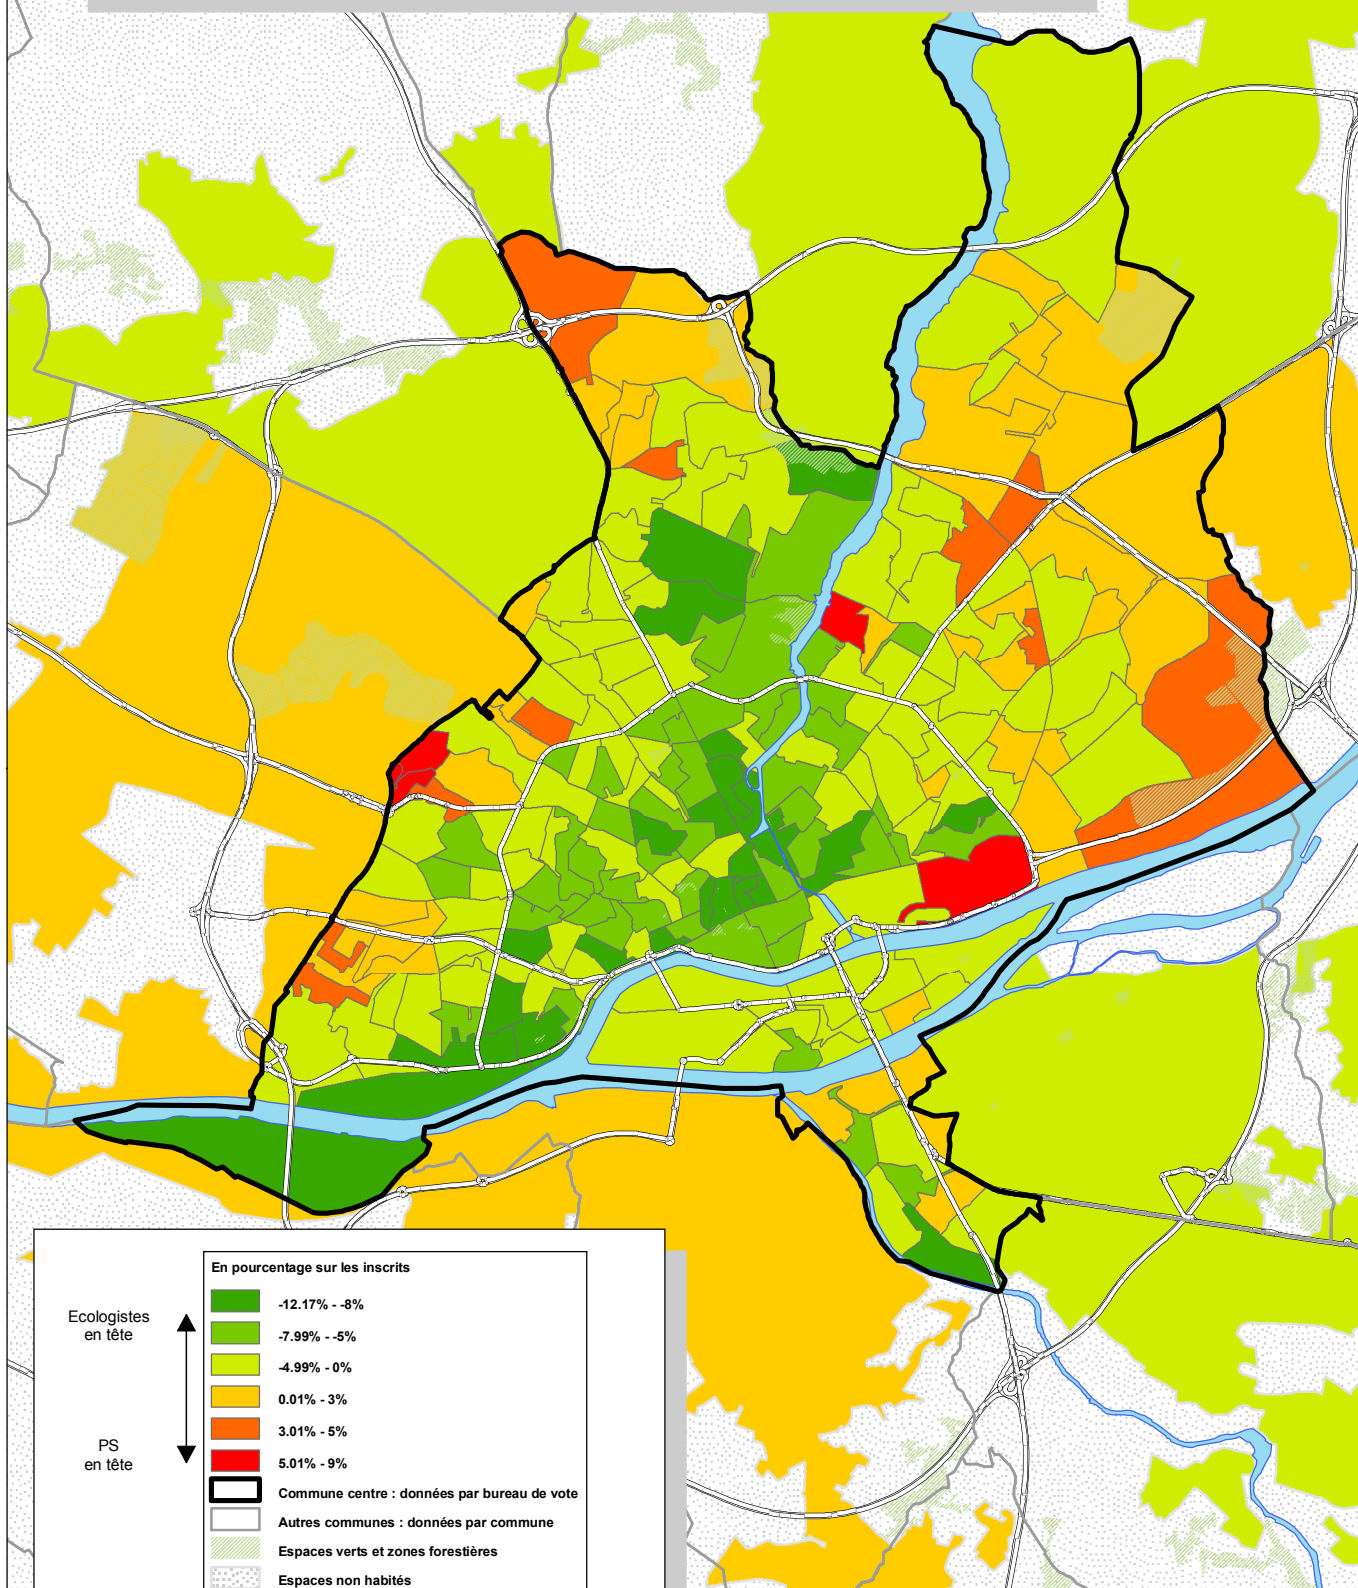 En pourcentage sur les inscrits
Ecologistes
en tête
PS
en tête
-12.17% - -8%
-7.99% - -5%
-4.99% - 0%
0.01% - 3%
3.01% - 5%
5.01% - 9%
Commune centre : données par bureau de vote
Autres communes : données par commune
Espaces verts et zones forestières
Espaces non habités